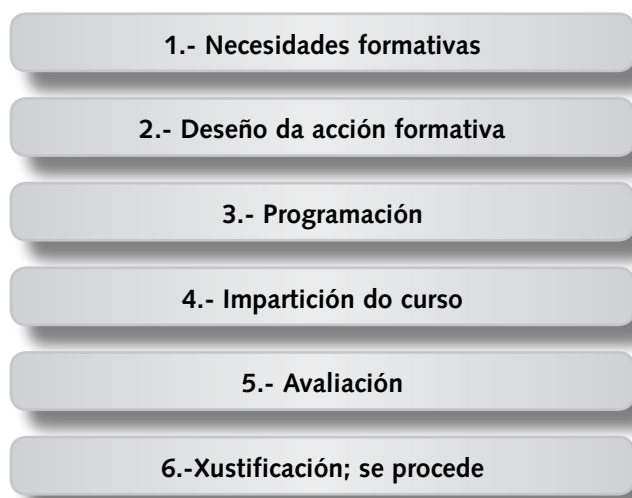 1.- Necesidades formativas
2.- Deseño da acción formativa
3.- Programación
4.- Impartición do curso
5.- Avaliación
6.-Xustificación; se procede